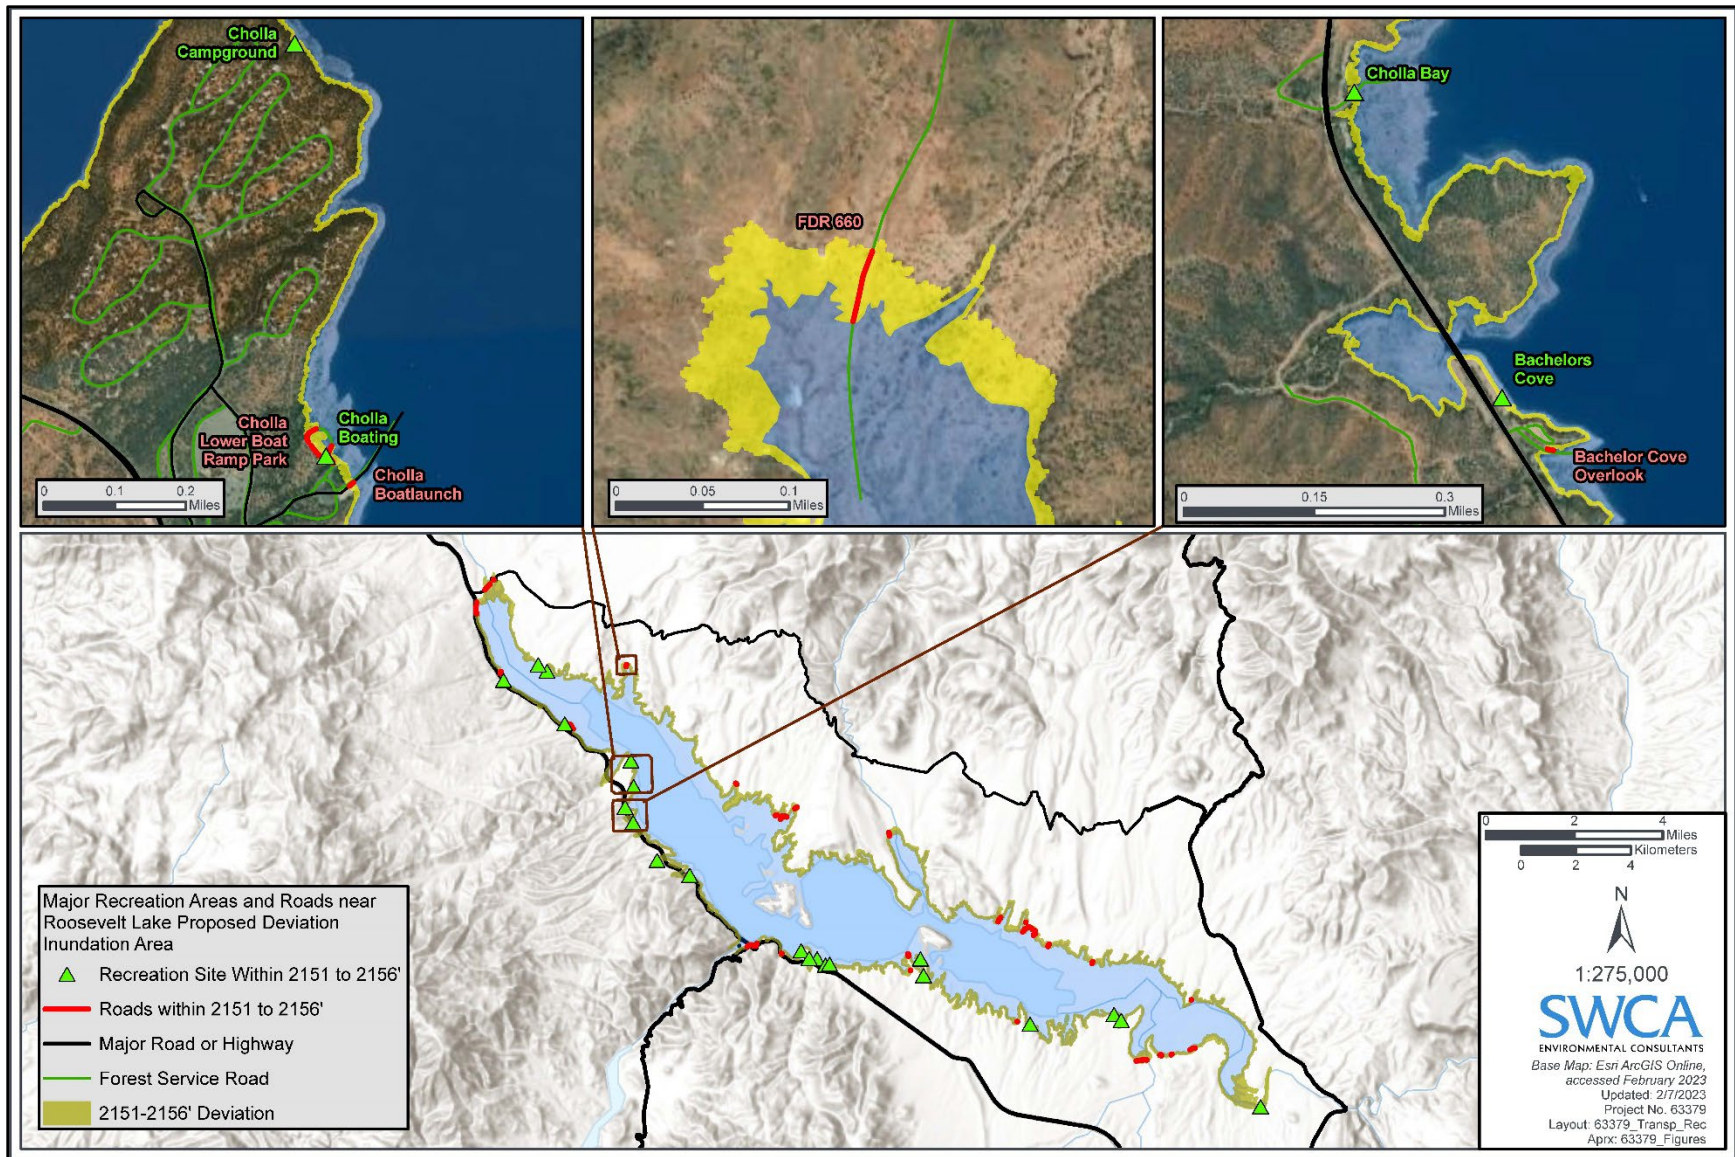 Cholla
Campground
Cholla
Lower Boat
Ramp Park
Cholla
Boating
Cholla
Boatlaunch
0 0.1 0.2
Miles
FDR 660
0 0.05 0.1
Miles
Cholla Bay
Bachelors
Cove
Bachelor Cove
Overlook
0 0.15 0.3
Miles
Major Recreation Areas and Roads near
Roosevelt Lake Proposed Deviation
Inundation Area
Recreation Site Within 2151 to 2156'
Roads within 2151 to 2156'
Major Road or Highway
Forest Service Road
2151-2156' Deviation
0 2 4
Miles
Kilometers
0 2 4
N
1:275,000
SWCA
ENVIRONMENTAL CONSULTANTS
Base Map: Esri ArcGIS Online,
accessed February 2023
Updated: 2/7/2023
Project No. 63379
Layout: 63379_Transp_Rec
Aprx: 63379_Figures